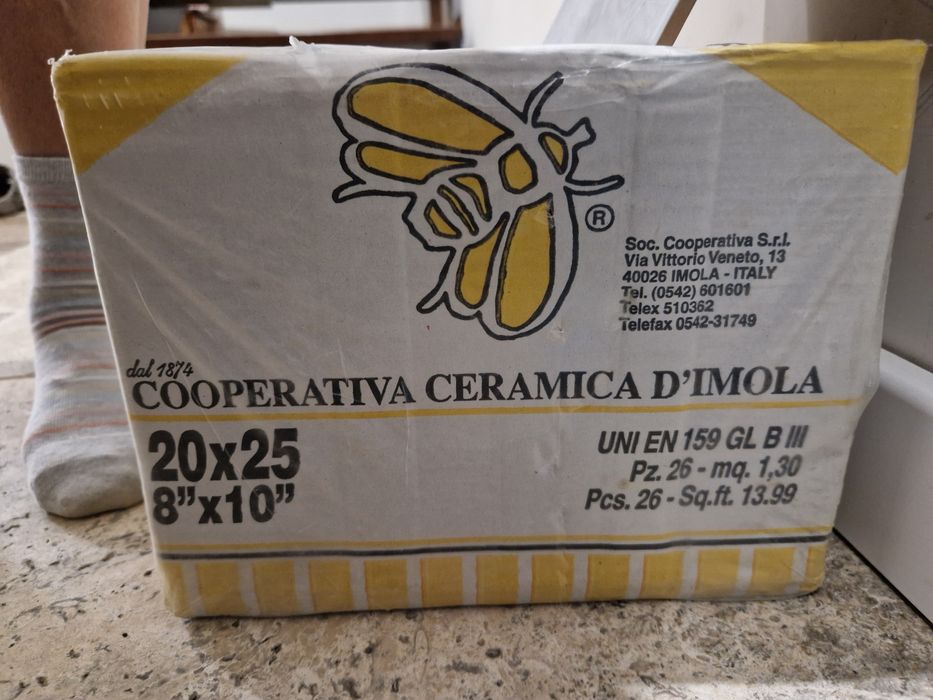 ®
Soc. Cooperativa S.r.l.
Via Vittorio Veneto, 13
40026 IMOLA - ITALY
Tel. (0542) 601601
Telex 510362
Telefax 0542-31749
dal 1874
COOPERATIVA CERAMICA D'IMOLA
20x25
8”x10”
UNI EN 159 GL B III
Pz. 26 - mq. 1,30
Pcs. 26 - Sq.ft. 13.99